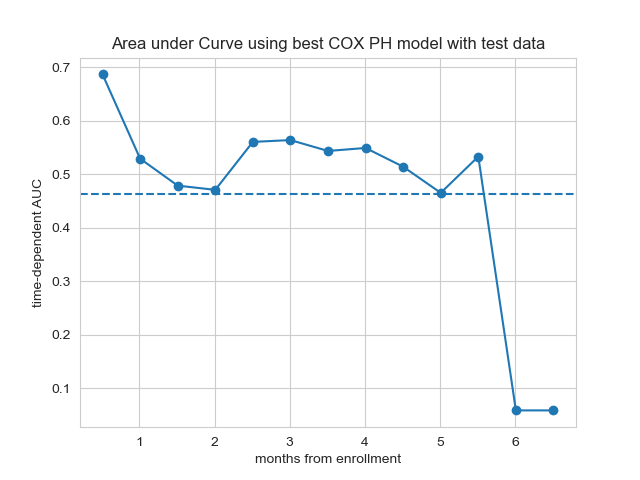 Area under Curve using best COX PH model with test data
time-dependent AUC
0.7
0.6
0.5
0.4
0.3
0.2
0.1
1 2 3 4 5 6
months from enrollment